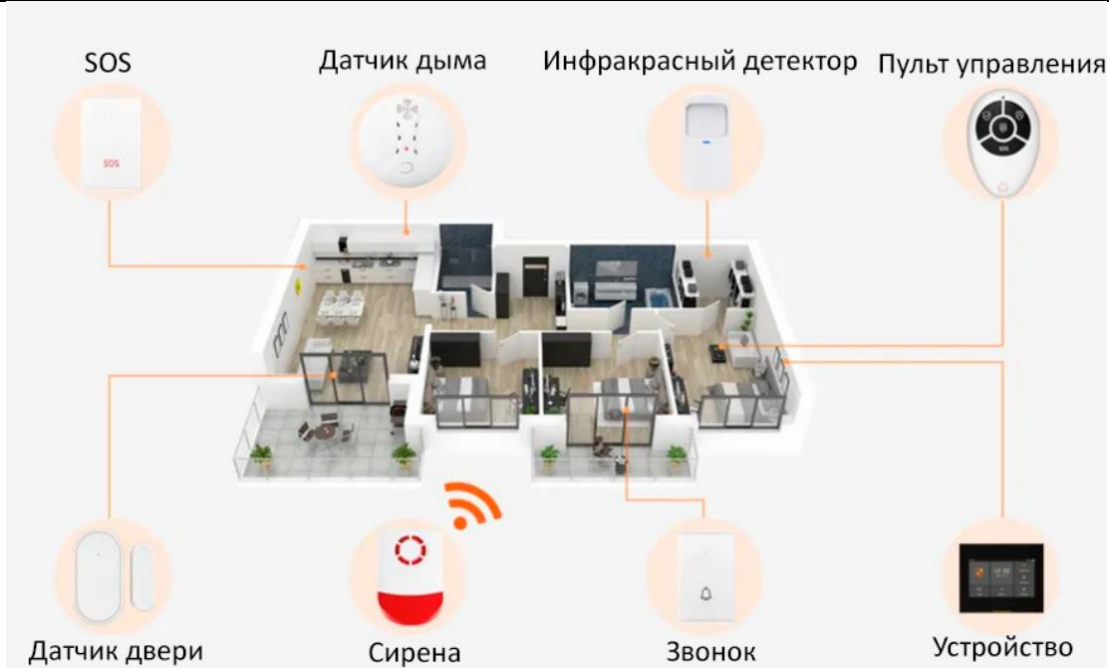 SOS
Датчик дыма
Инфракрасный детектор
Пульт управления
SOS
Датчик двери
Сирена
Звонок
Устройство